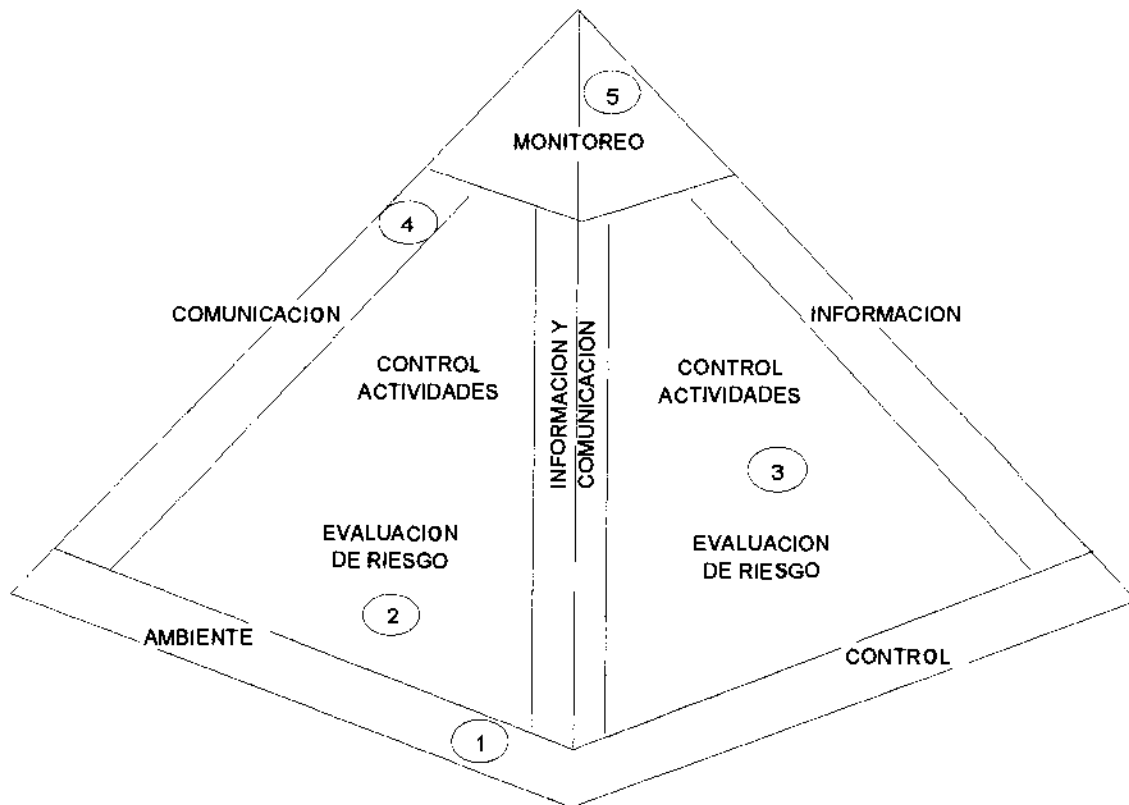 5
MONITOREO
4
COMUNICACION
INFORMACION
CONTROL
ACTIVIDADES
INFORMACION Y
COMUNICACION
CONTROL
ACTIVIDADES
3
EVALUACION
DE RIESGO
EVALUACION
DE RIESGO
2
AMBIENTE
CONTROL
1